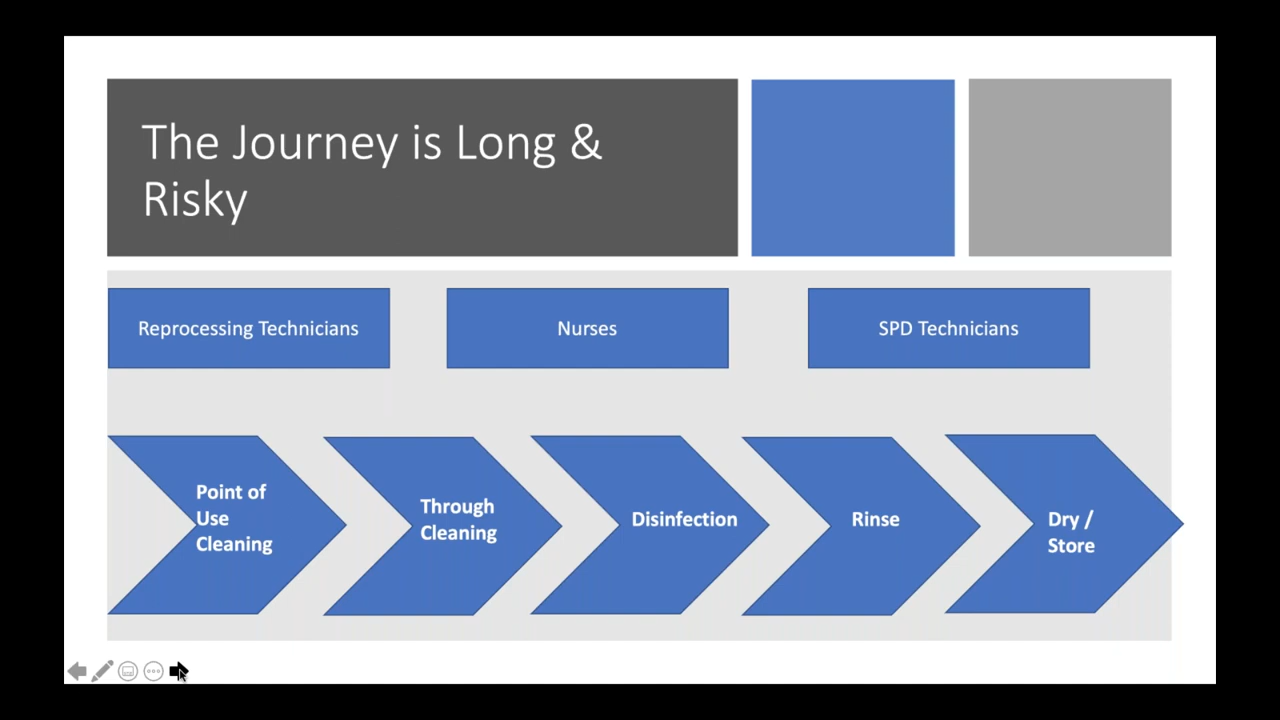 The Journey is Long &
Risky
Reprocessing Technicians
Nurses
SPD Technicians
Point of
Use
Cleaning
Through
Cleaning
Disinfection
Rinse
Dry /
Store